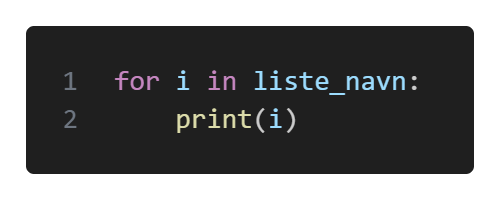 1 for i in liste_navn:
2     print(i)